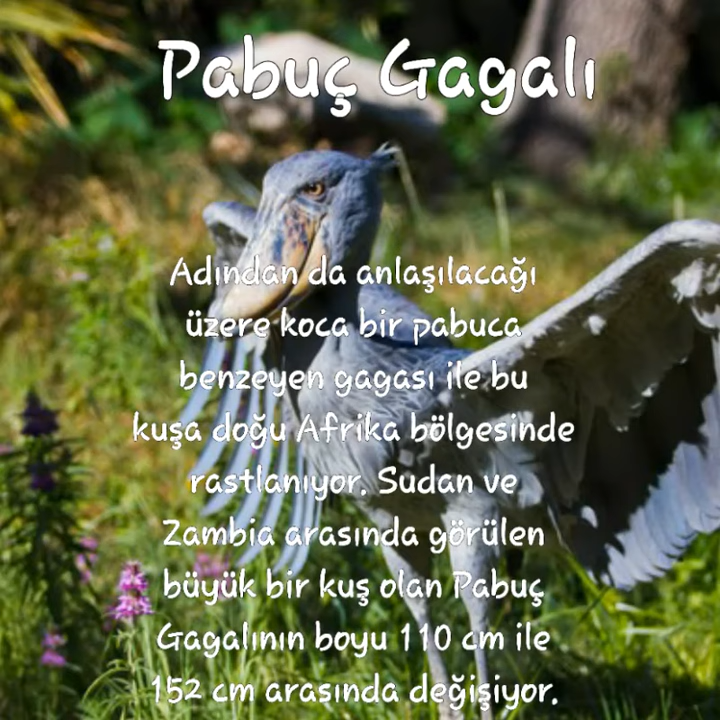 Pabuç Gagalı
Adından da anlaşılacağı
üzere koca bir pabuca
benzeyen gagası ile bu
kuşa doğu Afrika bölgesinde
rastlanıyor. Sudan ve
Zambia arasında görülen
büyük bir kuş olan Pabuç
Gagalının boyu 110 cm ile
152 cm arasında değişiyor.